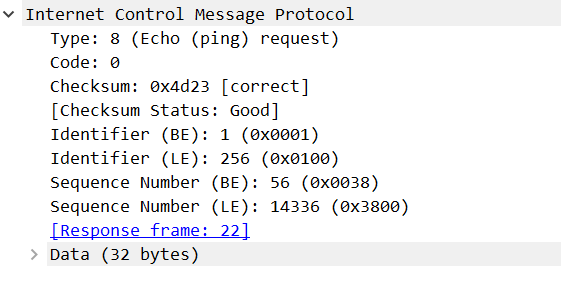 Internet Control Message Protocol
Type: 8 (Echo (ping) request)
Code: 0
Checksum: 0x4d23 [correct]
[Checksum Status: Good]
Identifier (BE): 1 (0x0001)
Identifier (LE): 256 (0x0100)
Sequence Number (BE): 56 (0x0038)
Sequence Number (LE): 14336 (0x3800)
[Response frame: 22]
Data (32 bytes)